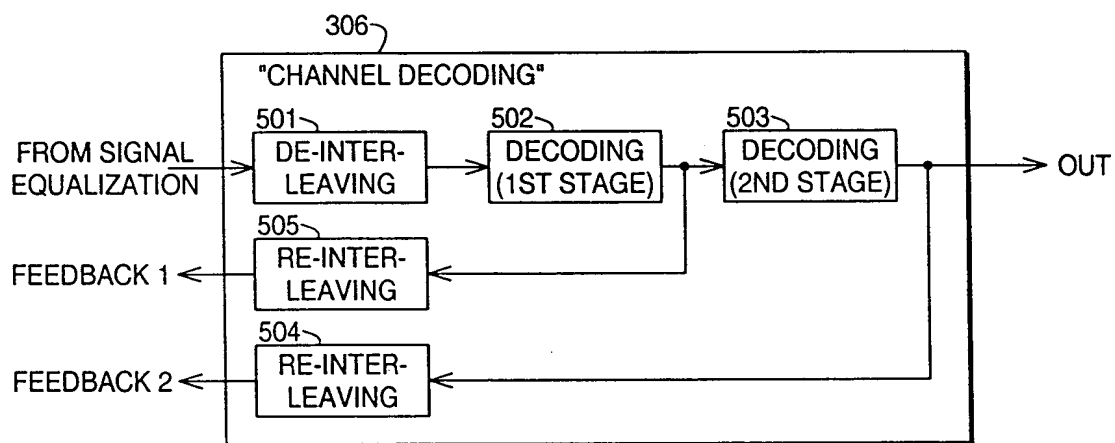 306
"CHANNEL DECODING"
501
502
503
FROM SIGNAL
EQUALIZATION
DE-INTER-
LEAVING
DECODING
(1ST STAGE)
DECODING
(2ND STAGE)
OUT
505
FEEDBACK 1
RE-INTER-
LEAVING
504
FEEDBACK 2
RE-INTER-
LEAVING